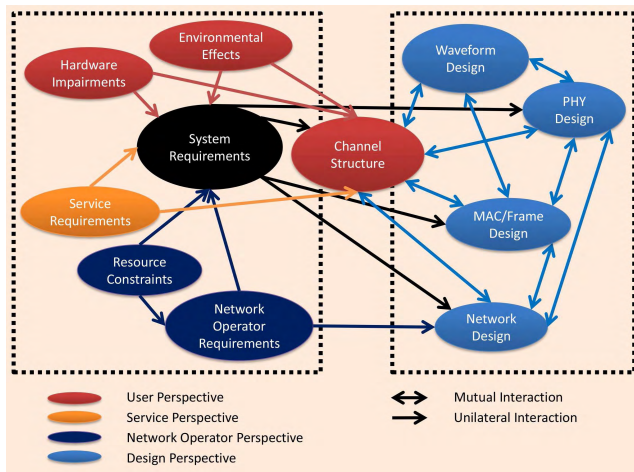 Environmental
Effects
Hardware
Impairments
Waveform
Design
PHY
Design
System
Requirements
Channel
Structure
Service
Requirements
MAC/Frame
Design
Resource
Constraints
Network
Operator
Requirements
Network
Design
User Perspective
Service Perspective
Network Operator Perspective
Design Perspective
Mutual Interaction
Unilateral Interaction